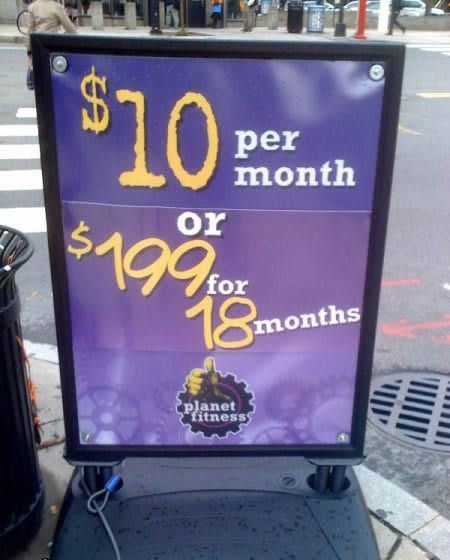 $10 per
month
or
$199 for
18 months
planet
fitness